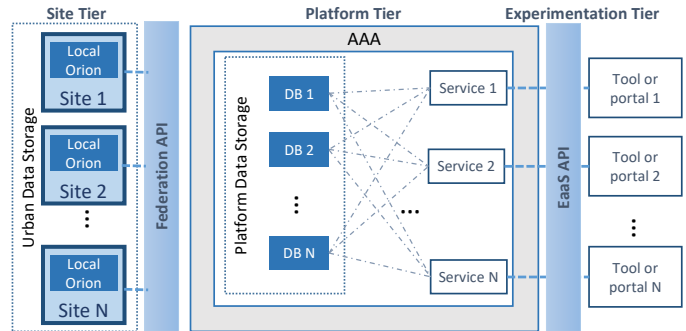 Site Tier
Platform Tier
Experimentation Tier
Urban Data Storage
Local
Orion
Site 1
Local
Orion
Site 2
...
Local
Orion
Site N
Federation API
AAA
Platform Data Storage
DB 1
DB 2
...
DB N
...
Service 1
Service 2
Service N
EaaS API
Tool or
portal 1
Tool or
portal 2
...
Tool or
portal N